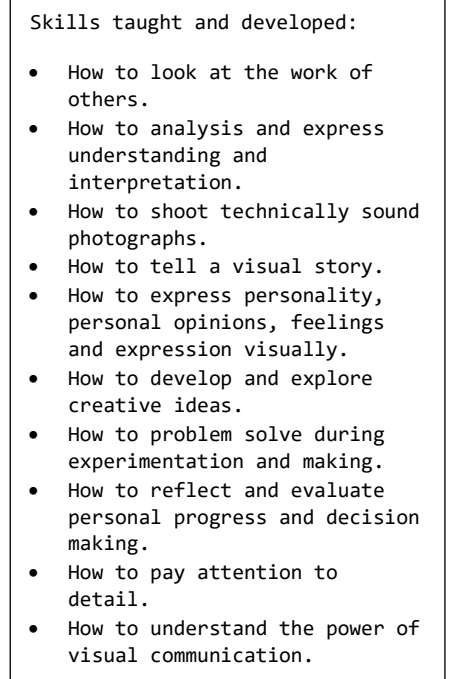 Skills taught and developed:
• How to look at the work of
others.
• How to analysis and express
understanding and
interpretation.
• How to shoot technically sound
photographs.
• How to tell a visual story.
• How to express personality,
personal opinions, feelings
and expression visually.
• How to develop and explore
creative ideas.
• How to problem solve during
experimentation and making.
• How to reflect and evaluate
personal progress and decision
making.
• How to pay attention to
detail.
• How to understand the power of
visual communication.